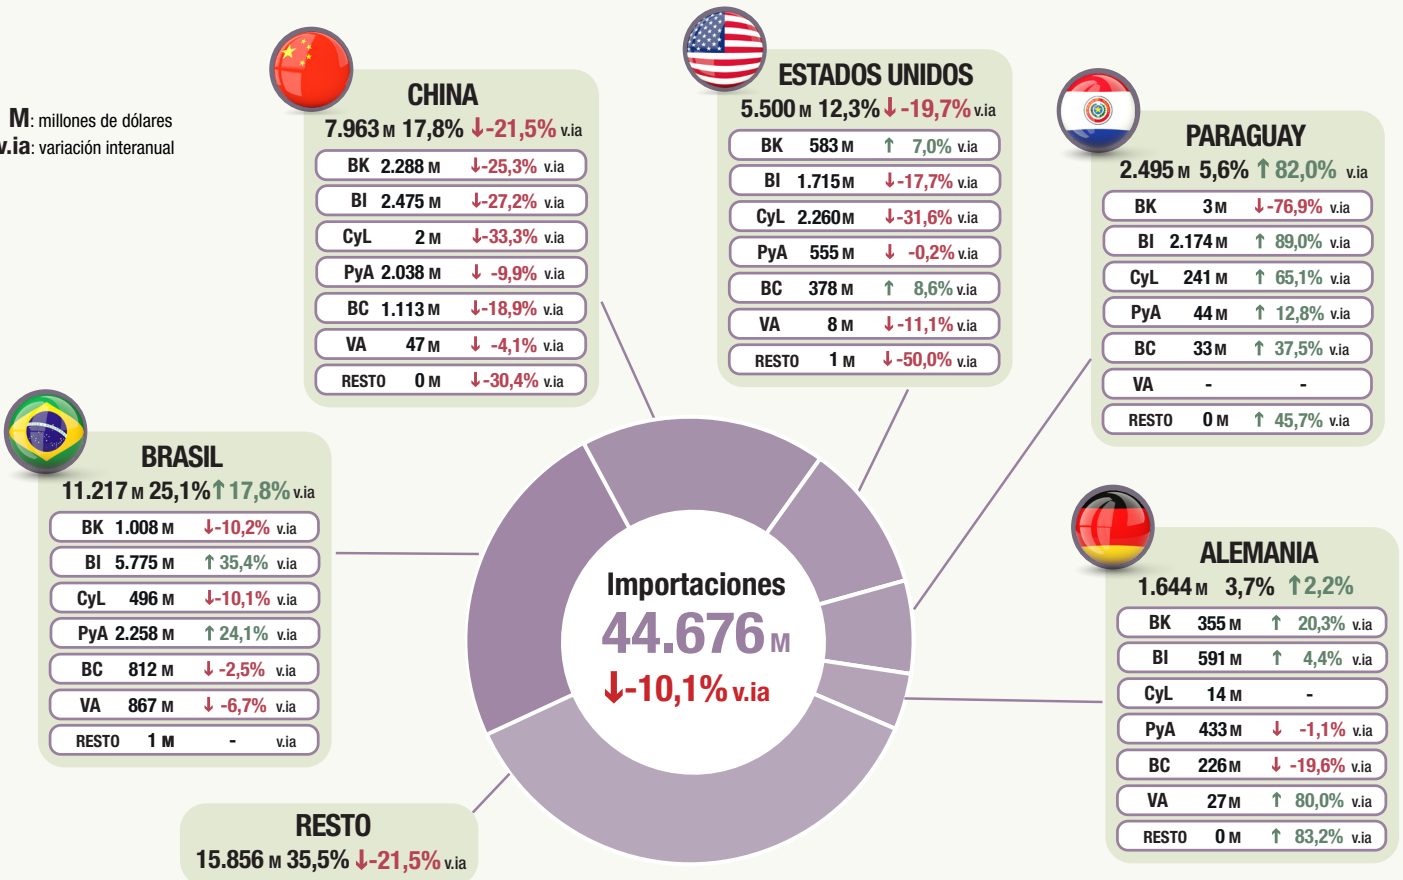 M: millones de dólares
v.ia: variación interanual
CHINA
7.963 M 17,8% ↓-21,5% v.ia
BK 2.288 M ↓-25,3% v.ia
BI 2.475 M ↓-27,2% v.ia
CyL 2 M ↓-33,3% v.ia
PyA 2.038 M ↓ -9,9% v.ia
BC 1.113 M ↓-18,9% v.ia
VA 47 M ↓ -4,1% v.ia
RESTO 0 M ↓-30,4% v.ia
ESTADOS UNIDOS
5.500 M 12,3% ↓-19,7% v.ia
BK 583 M ↑ 7,0% v.ia
BI 1.715 M ↓-17,7% v.ia
CyL 2.260 M ↓-31,6% v.ia
PyA 555 M ↓ -0,2% v.ia
BC 378 M ↑ 8,6% v.ia
VA 8 M ↓-11,1% v.ia
RESTO 1 M ↓-50,0% v.ia
PARAGUAY
2.495 M 5,6% ↑ 82,0% v.ia
BK 3 M ↓-76,9% v.ia
BI 2.174 M ↑ 89,0% v.ia
CyL 241 M ↑ 65,1% v.ia
PyA 44 M ↑ 12,8% v.ia
BC 33 M ↑ 37,5% v.ia
VA - -
RESTO 0 M ↑ 45,7% v.ia
BRASIL
11.217 M 25,1% ↑ 17,8% v.ia
BK 1.008 M ↓-10,2% v.ia
BI 5.775 M ↑ 35,4% v.ia
CyL 496 M ↓-10,1% v.ia
PyA 2.258 M ↑ 24,1% v.ia
BC 812 M ↓ -2,5% v.ia
VA 867 M ↓ -6,7% v.ia
RESTO 1 M - v.ia
Importaciones
44.676 M
↓-10,1% v.ia
ALEMANIA
1.644 M 3,7% ↑2,2%
BK 355 M ↑ 20,3% v.ia
BI 591 M ↑ 4,4% v.ia
CyL 14 M -
PyA 433 M ↓ -1,1% v.ia
BC 226 M ↓ -19,6% v.ia
VA 27 M ↑ 80,0% v.ia
RESTO 0 M ↑ 83,2% v.ia
RESTO
15.856 M 35,5% ↓-21,5% v.ia